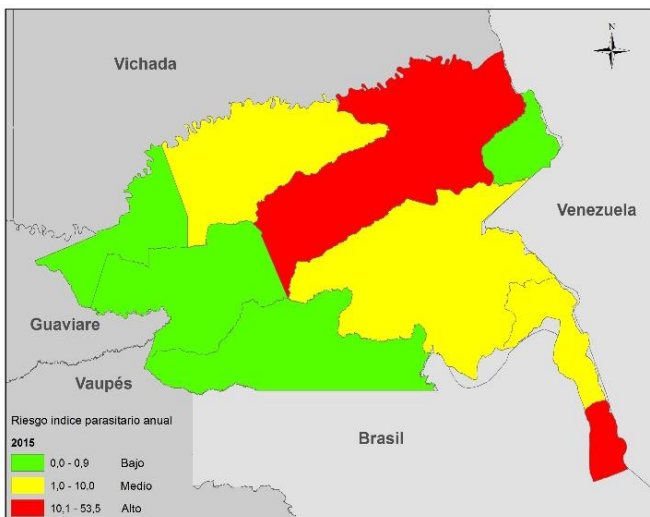 N
Vichada
Venezuela
Guaviare
Vaupés
Brasil
Riesgo indice parasitario anual
2015
0,0 - 0,9 Bajo
1,0 - 10,0 Medio
10,1 - 53,5 Alto